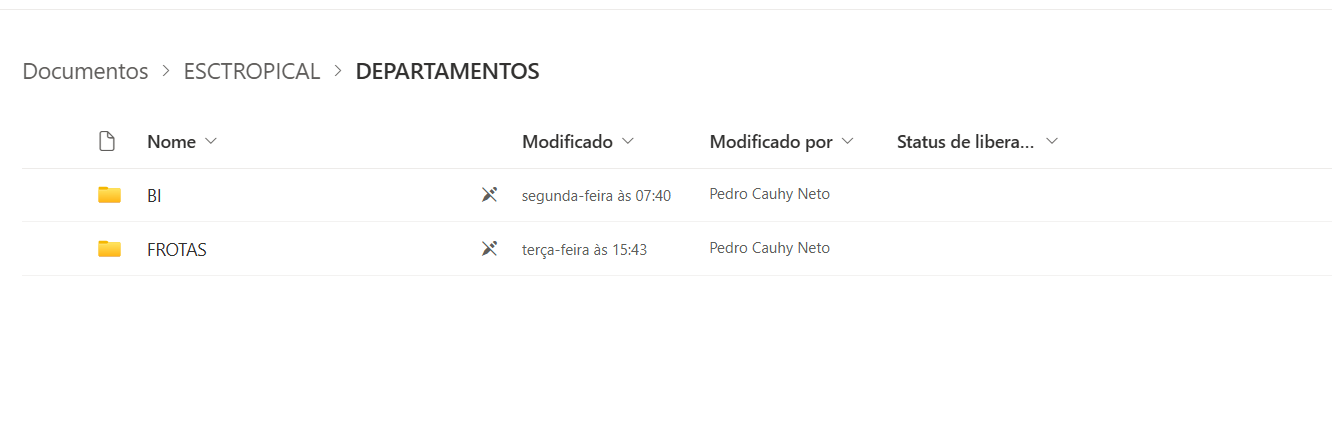 Documentos > ESCTROPICAL > DEPARTAMENTOS
Nome Modificado Modificado por Status de libera...
BI segunda-feira às 07:40 Pedro Cauhy Neto
FROTAS terça-feira às 15:43 Pedro Cauhy Neto